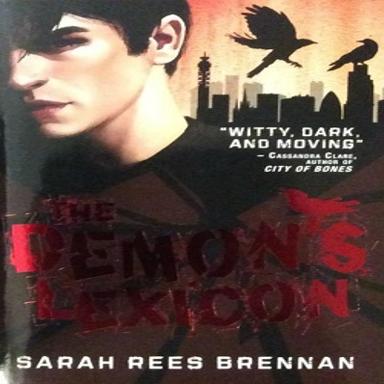 "WITTY, DARK,
AND MOVING"
– CASSANDRA CLARE,
AUTHOR OF
CITY OF BONES
THE
DEMON'S
LEXICON
SARAH REES BRENNAN